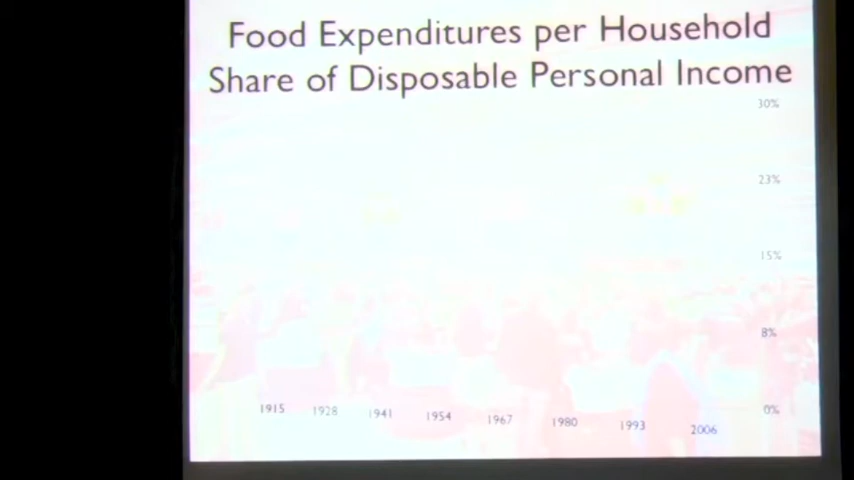 Food Expenditures per Household
Share of Disposable Personal Income
30%
23%
15%
8%
0%
1915 1928 1941 1954 1967 1980 1993 2006